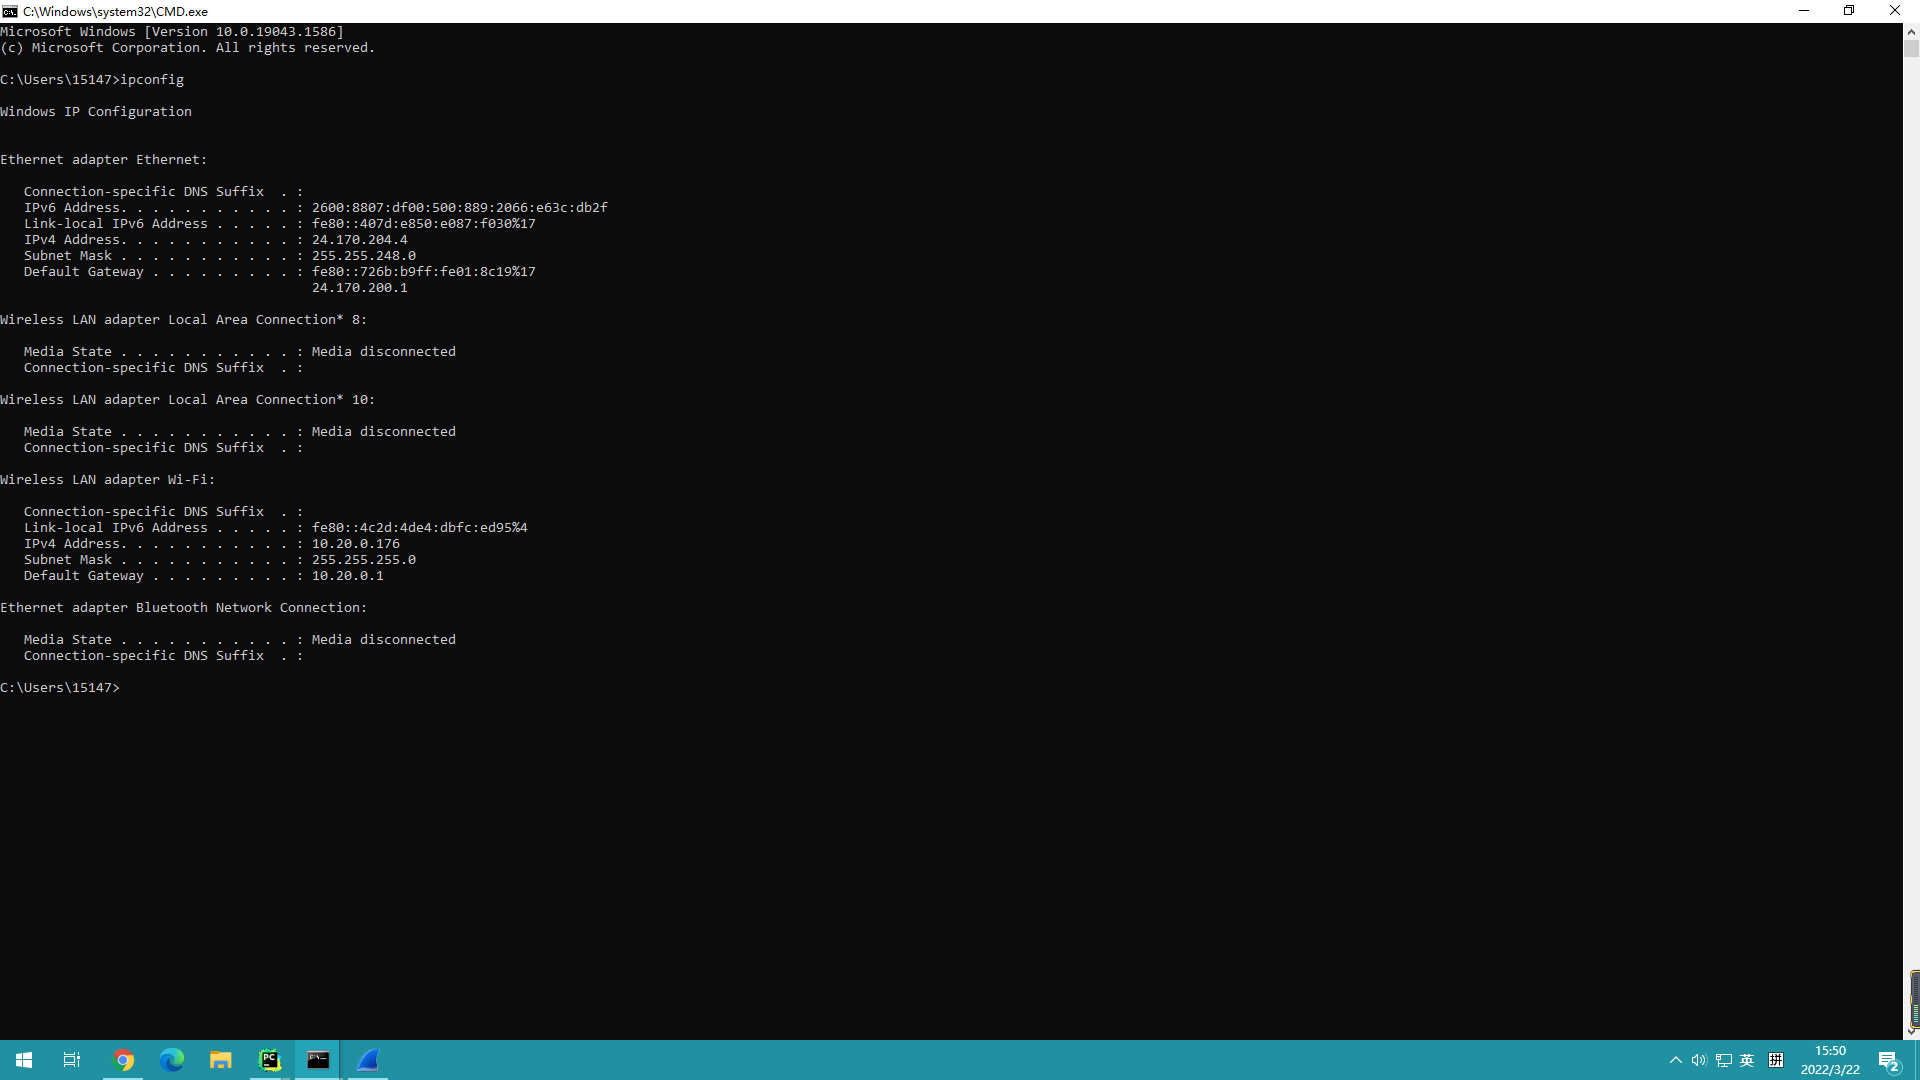 C:\Windows\system32\CMD.exe
Microsoft Windows [Version 10.0.19043.1586]
(c) Microsoft Corporation. All rights reserved.
C:\Users\15147>ipconfig
Windows IP Configuration
Ethernet adapter Ethernet:
Connection-specific DNS Suffix  . :
IPv6 Address. . . . . . . . . . . : 2600:8807:df00:500:889:2066:e63c:db2f
Link-local IPv6 Address . . . . . : fe80::407d:e850:e087:f030%17
IPv4 Address. . . . . . . . . . . : 24.170.204.4
Subnet Mask . . . . . . . . . . . : 255.255.248.0
Default Gateway . . . . . . . . . : fe80::726b:b9ff:fe01:8c19%17
24.170.200.1
Wireless LAN adapter Local Area Connection* 8:
Media State . . . . . . . . . . . : Media disconnected
Connection-specific DNS Suffix  . :
Wireless LAN adapter Local Area Connection* 10:
Media State . . . . . . . . . . . : Media disconnected
Connection-specific DNS Suffix  . :
Wireless LAN adapter Wi-Fi:
Connection-specific DNS Suffix  . :
Link-local IPv6 Address . . . . . : fe80::4c2d:4de4:dbfc:ed95%4
IPv4 Address. . . . . . . . . . . : 10.20.0.176
Subnet Mask . . . . . . . . . . . : 255.255.255.0
Default Gateway . . . . . . . . . : 10.20.0.1
Ethernet adapter Bluetooth Network Connection:
Media State . . . . . . . . . . . : Media disconnected
Connection-specific DNS Suffix  . :
C:\Users\15147>
PC
C:\_
英
拼
15:50
2022/3/22
2